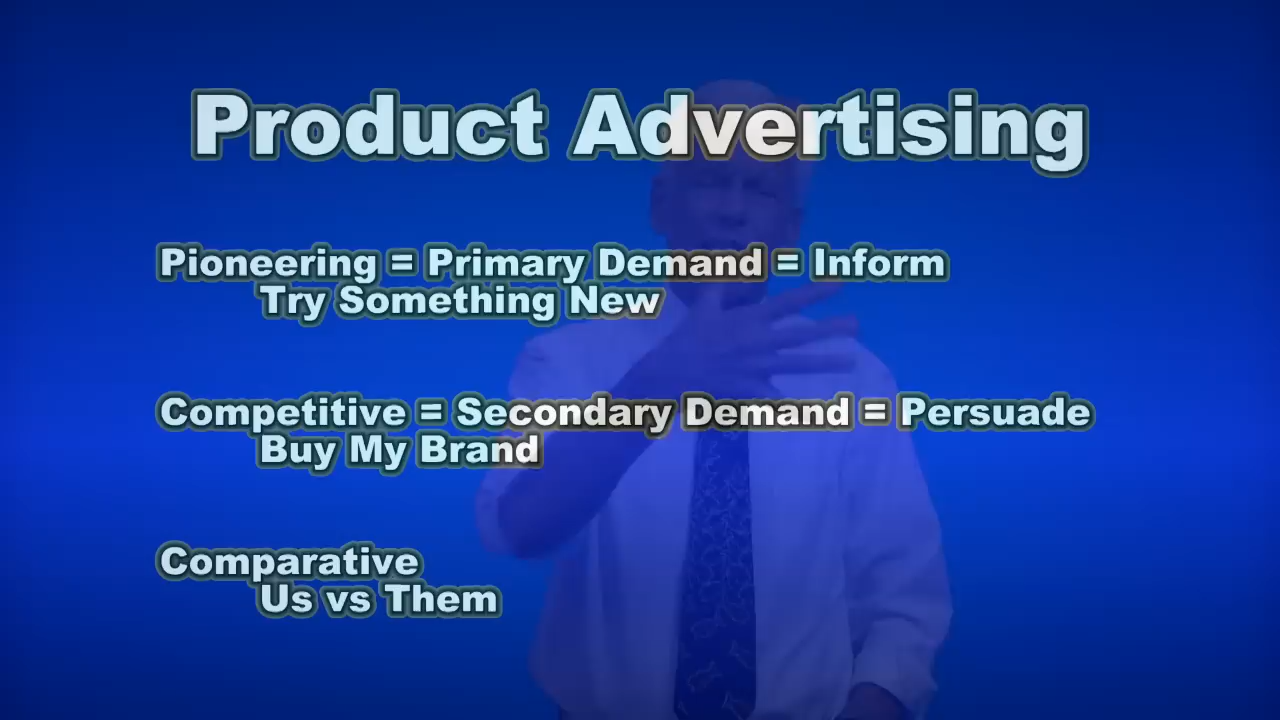 Product Advertising
Pioneering = Primary Demand = Inform
Try Something New
Competitive = Secondary Demand = Persuade
Buy My Brand
Comparative
Us vs Them